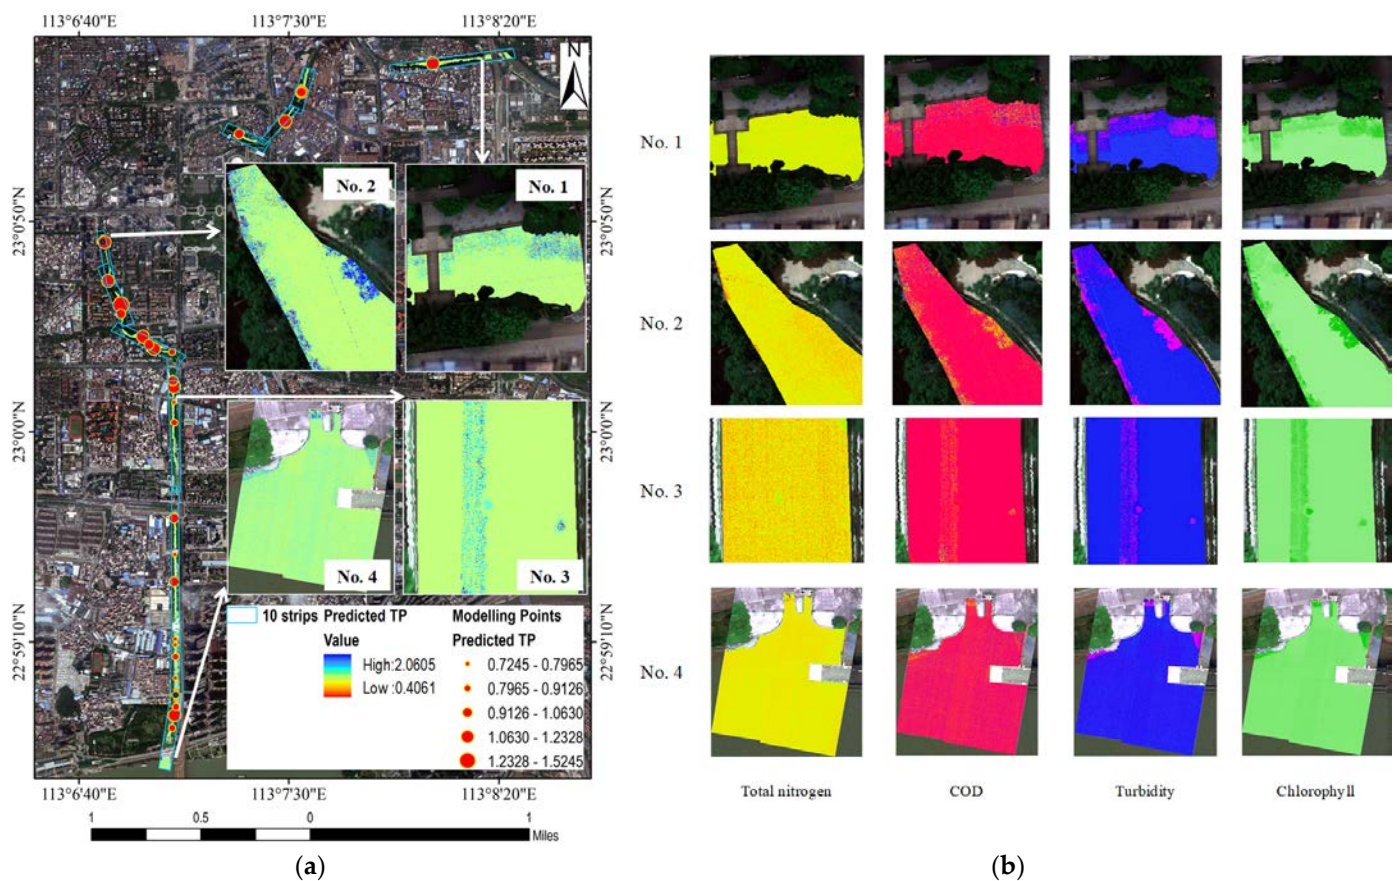 (a)
(b)
113°6'40"E 113°7'30"E 113°8'20"E
N
23°0'50"N
23°0'0"N
22°59'10"N
No. 2
No. 1
No. 4
No. 3
10 strips
Predicted TP
Value
High:2.0605
Low :0.4061
Modelling Points
Predicted TP
0.7245 - 0.7965
0.7965 - 0.9126
0.9126 - 1.0630
1.0630 - 1.2328
1.2328 - 1.5245
23°0'50"N
23°0'0"N
22°59'10"N
113°6'40"E 113°7'30"E 113°8'20"E
1 0.5 0 1
Miles
No. 1
No. 2
No. 3
No. 4
Total nitrogen COD Turbidity Chlorophyll